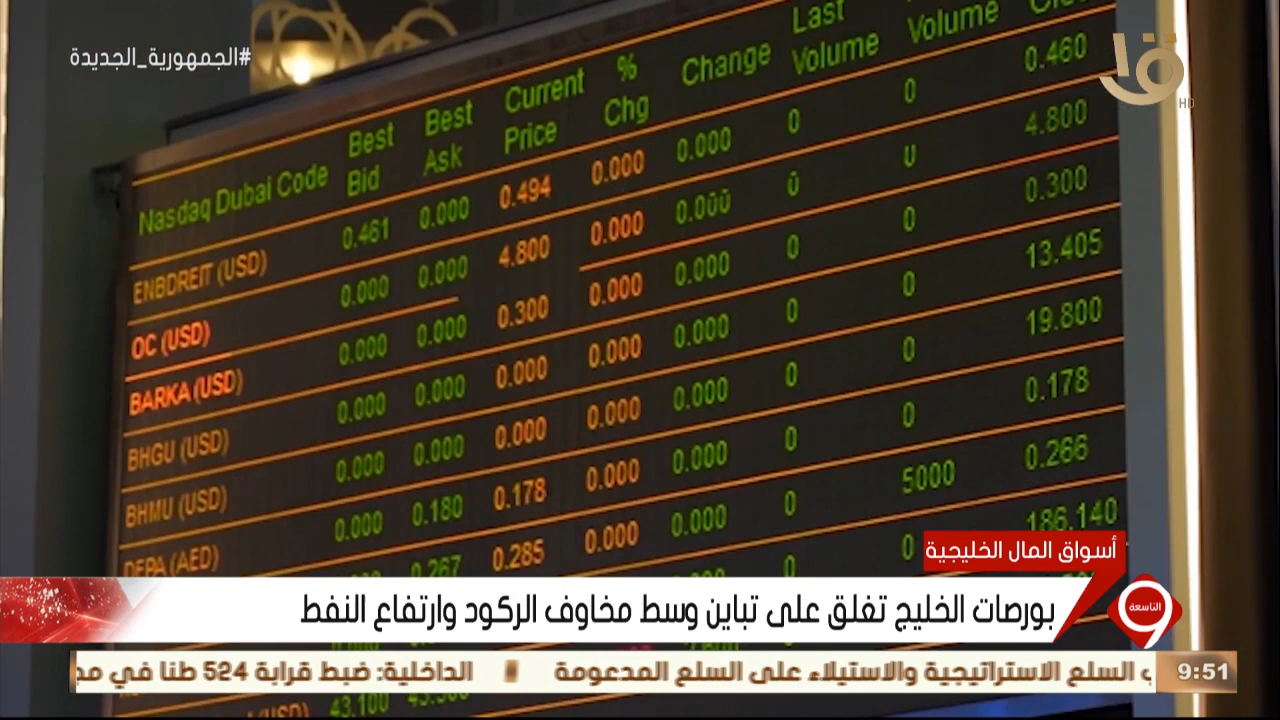 #الجمهورية_الجديدة
HD
Nasdaq Dubai Code Best Bid Best Ask Current Price % Chg Change Last Volume Volume
ENBDREIT (USD) 0.461 0.000 0.494 0.000 0.000 0 0 0.460
OC (USD) 0.000 0.000 4.800 0.000 0.000 0 0 4.800
BARKA (USD) 0.000 0.000 0.300 0.000 0.000 0 0 0.300
BHGU (USD) 0.000 0.000 0.000 0.000 0.000 0 0 13.405
BHMU (USD) 0.000 0.000 0.000 0.000 0.000 0 0 19.800
DEPA (AED) 0.000 0.180 0.178 0.000 0.000 0 0 0.178
0.267 0.285 0.000 0.000 0 5000 0.266
0 186.140
43.100
أسواق المال الخليجية
بورصات الخليج تغلق على تباين وسط مخاوف الركود وارتفاع النفط
التاسعة
السلع الاستراتيجية والاستيلاء على السلع المدعومة الداخلية: ضبط قرابة 524 طنا في
9:51